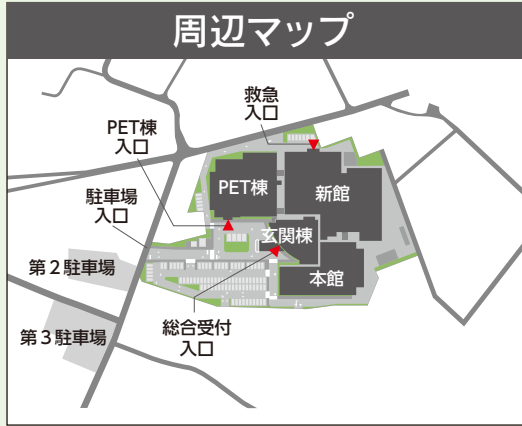 周辺マップ
救急
入口
PET棟
入口
PET棟
新館
駐車場
入口
玄関棟
第2駐車場
本館
総合受付
入口
第3駐車場